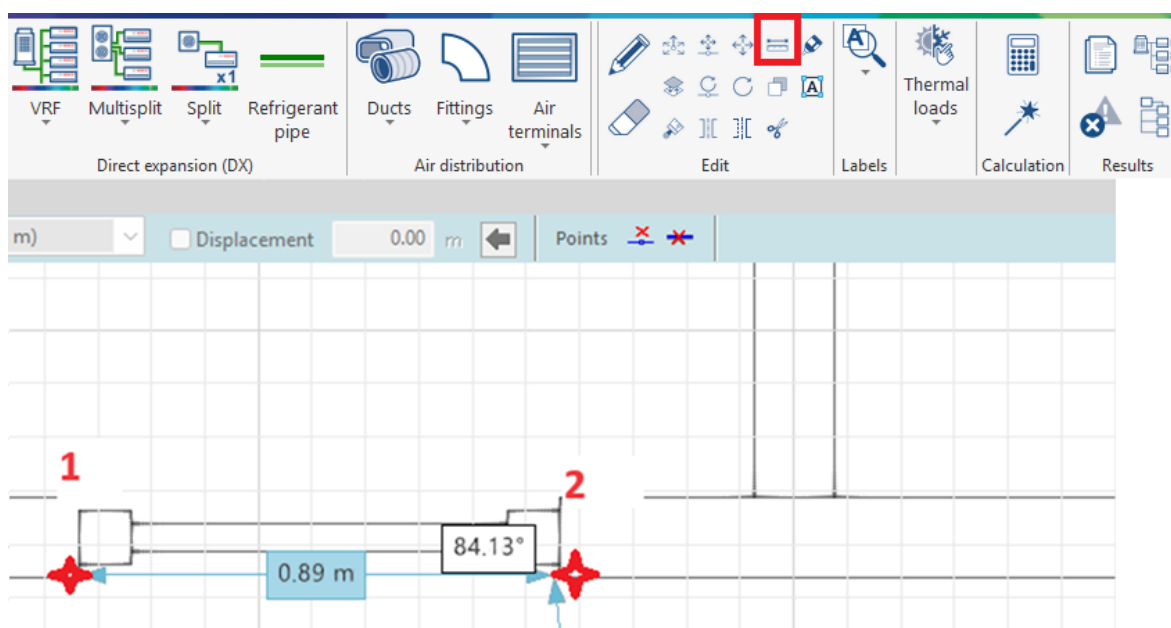 x1
VRF
Multisplit
Split
Refrigerant
pipe
Ducts
Fittings
Air
terminals
A
A
Thermal
loads
Direct expansion (DX)
Air distribution
Edit
Labels
Calculation
Results
m)
Displacement
0.00
m
Points
1
2
84.13°
0.89 m